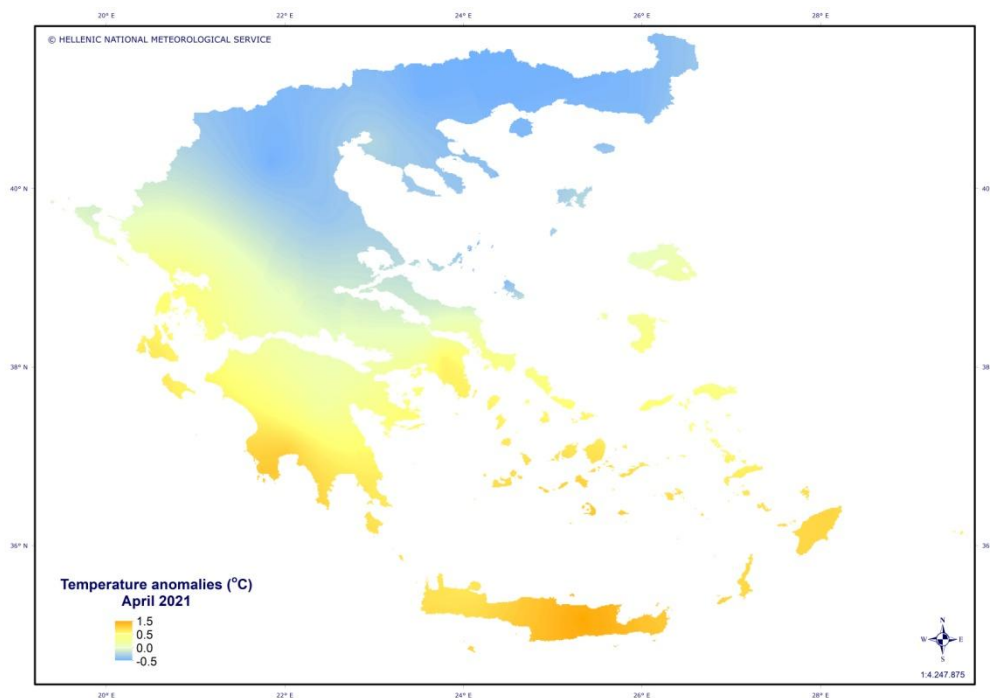 20° E 22° E 24° E 26° E 28° E
© HELLENIC NATIONAL METEOROLOGICAL SERVICE
40° N 40
38° N 38
36° N 36
Temperature anomalies (°C)
April 2021
1.5
0.5
0.0
-0.5
N
W E
S
1:4.247.875
20° E 22° E 24° E 26° E 28° E